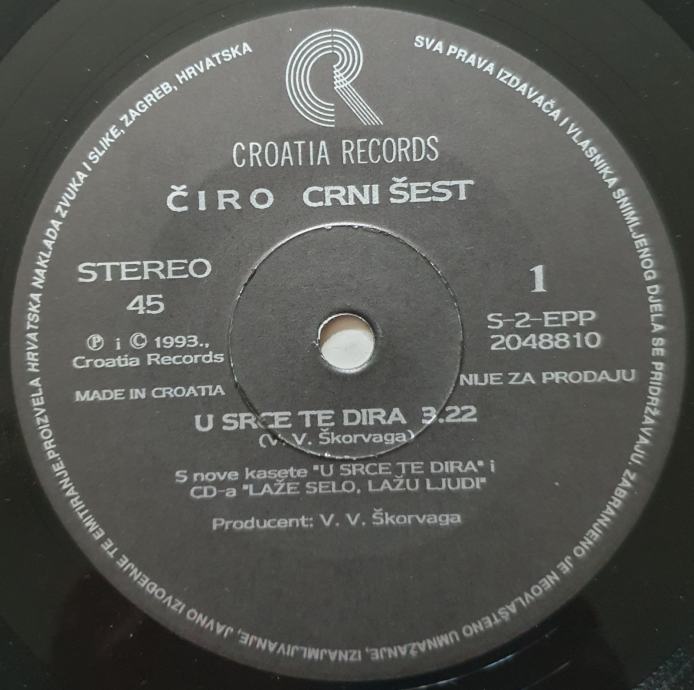 PROIZVELA HRVATSKA NAKLADA ZVUKA I SLIKE, ZAGREB, HRVATSKA
SVA PRAVA IZDAVAČA I VLASNIKA SNIMLJENOG DJELA SE PRIDRŽAVAJU. ZABRANJENO JE NEOVLAŠTENO UMNAŽANJE, IZNAJMLJIVANJE, JAVNO IZVOĐENJE TE EMITIRANJE.
CROATIA RECORDS
ČIRO CRNI ŠEST
STEREO
45
℗ i © 1993.,
Croatia Records
MADE IN CROATIA
1
S-2-EPP
2048810
NIJE ZA PRODAJU
U SRCE TE DIRA 3.22
(V. V. Škorvaga)
S nove kasete "U SRCE TE DIRA" i
CD-a "LAŽE SELO, LAŽU LJUDI"
Producent: V. V. Škorvaga